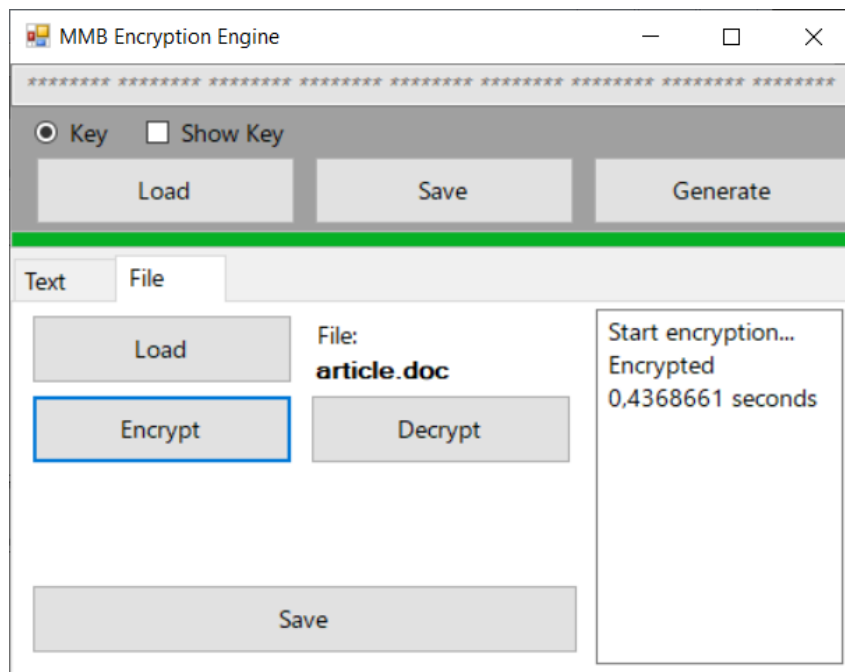 MMB Encryption Engine
******** ******** ******** ******** ******** ******** ******** ******** ********
Key Show Key
Load Save Generate
Text File
Load
File:
article.doc
Encrypt Decrypt
Save
Start encryption...
Encrypted
0,4368661 seconds